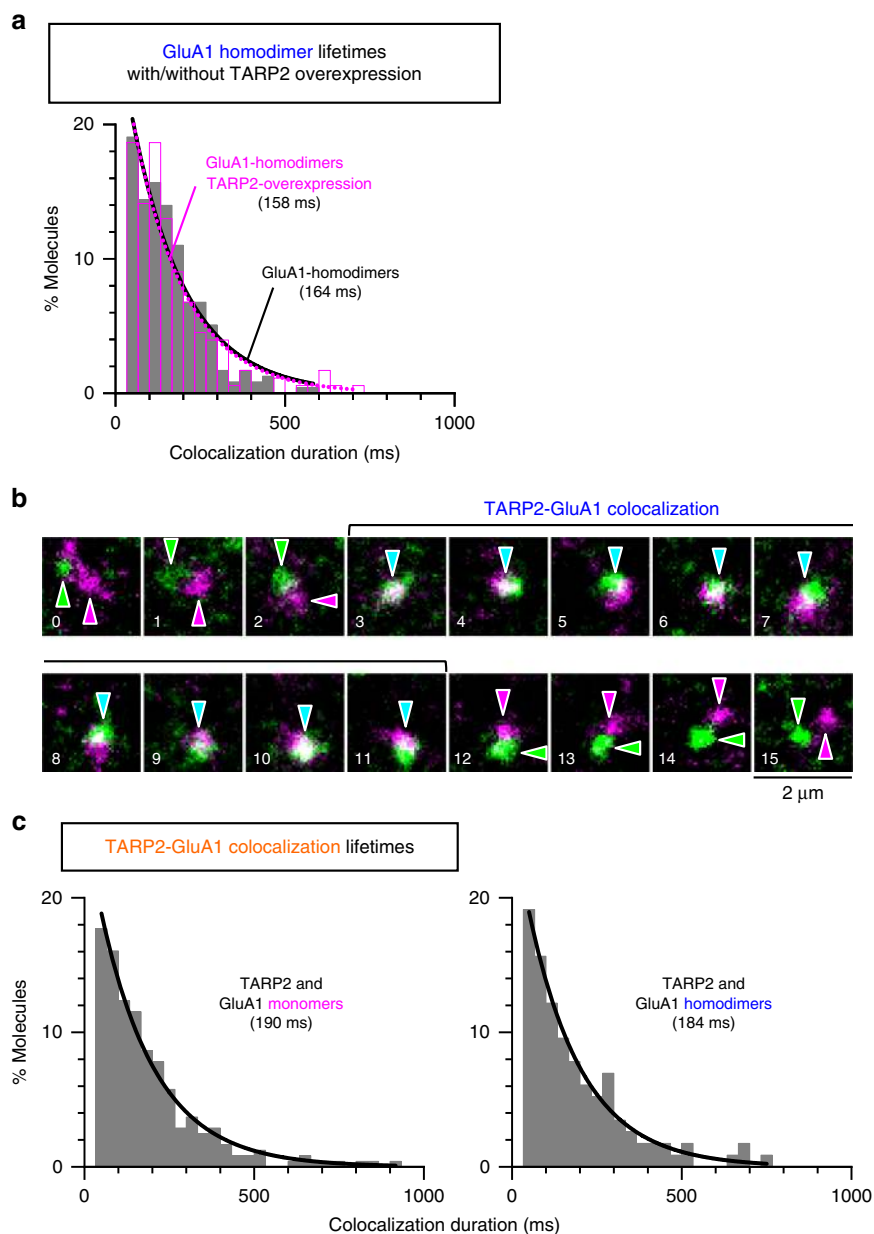 a
GluA1 homodimer lifetimes
with/without TARP2 overexpression
20
10
0
% Molecules
GluA1-homodimers
TARP2-overexpression
(158 ms)
GluA1-homodimers
(164 ms)
0 500 1000
Colocalization duration (ms)
b
TARP2-GluA1 colocalization
0 1 2 3 4 5 6 7
8 9 10 11 12 13 14 15
2 μm
c
TARP2-GluA1 colocalization lifetimes
20
10
0
% Molecules
TARP2 and
GluA1 monomers
(190 ms)
0 500 1000
20
10
0
TARP2 and
GluA1 homodimers
(184 ms)
0 500 1000
Colocalization duration (ms)